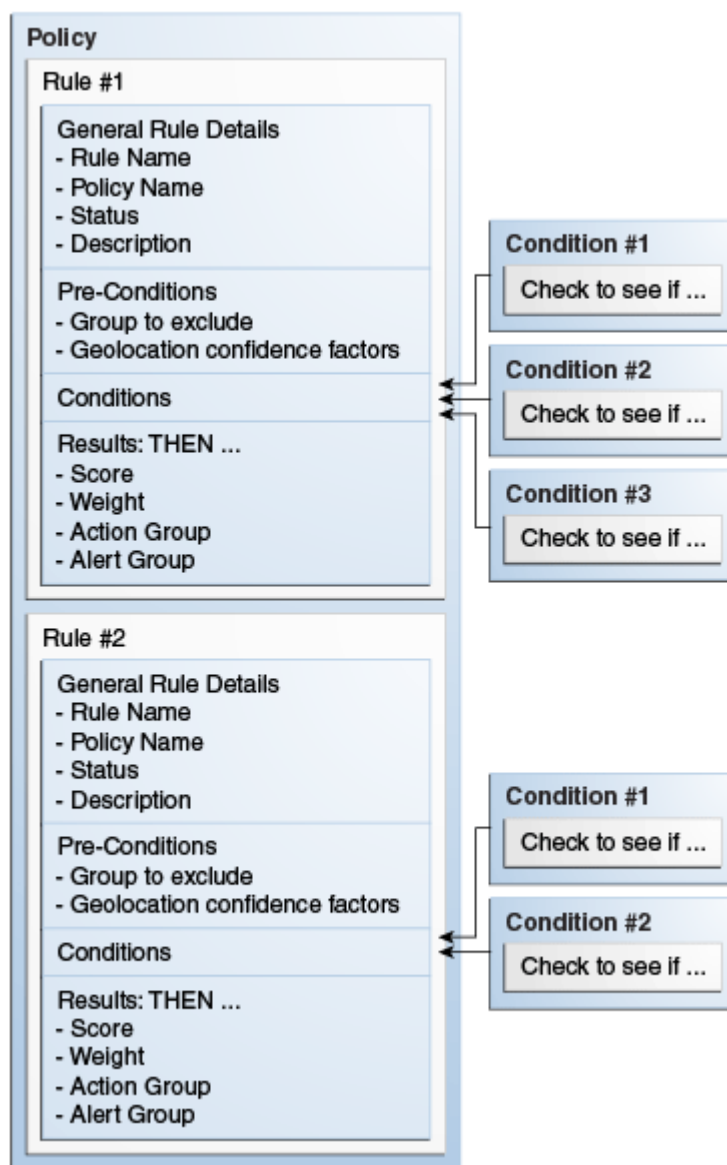 Policy
Rule #1
General Rule Details
- Rule Name
- Policy Name
- Status
- Description
Pre-Conditions
- Group to exclude
- Geolocation confidence factors
Conditions
Results: THEN ...
- Score
- Weight
- Action Group
- Alert Group
Condition #1
Check to see if ...
Condition #2
Check to see if ...
Condition #3
Check to see if ...
Rule #2
General Rule Details
- Rule Name
- Policy Name
- Status
- Description
Pre-Conditions
- Group to exclude
- Geolocation confidence factors
Conditions
Results: THEN ...
- Score
- Weight
- Action Group
- Alert Group
Condition #1
Check to see if ...
Condition #2
Check to see if ...